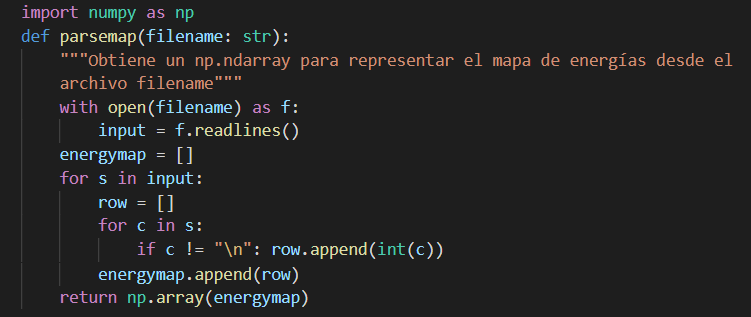 import numpy as np
def parsemap(filename: str):
    """Obtiene un np.ndarray para representar el mapa de energías desde el
    archivo filename"""
    with open(filename) as f:
        input = f.readlines()
    energymap = []
    for s in input:
        row = []
        for c in s:
            if c != "\n": row.append(int(c))
        energymap.append(row)
    return np.array(energymap)